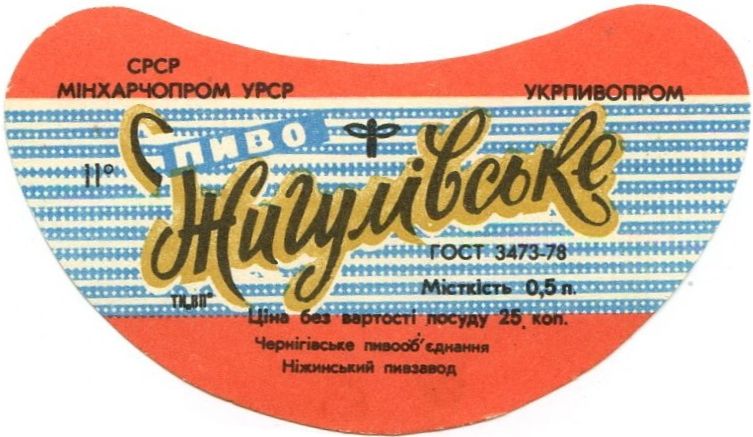 СРСР
МІНХАРЧОПРОМ УРСР
УКРПИВОПРОМ
ПИВО
11°
Жигулівське
ГОСТ 3473-78
Місткість 0,5 л.
Ціна без вартості посуду 25 коп.
Чернігівське пивооб'єднання
Ніжинський пивзавод